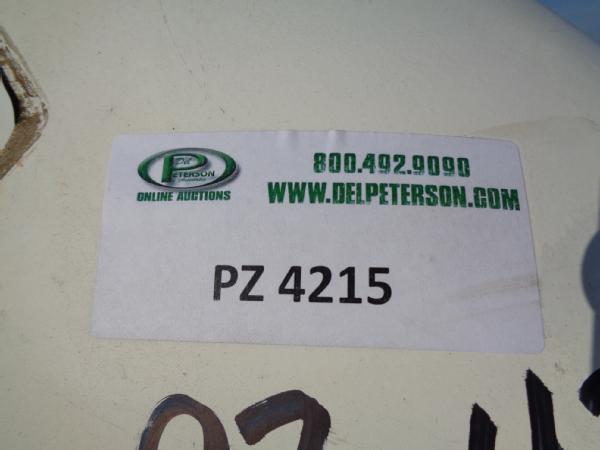 Del
PETERSON
ONLINE AUCTIONS
800.492.9090
WWW.DELPETERSON.COM
PZ 4215